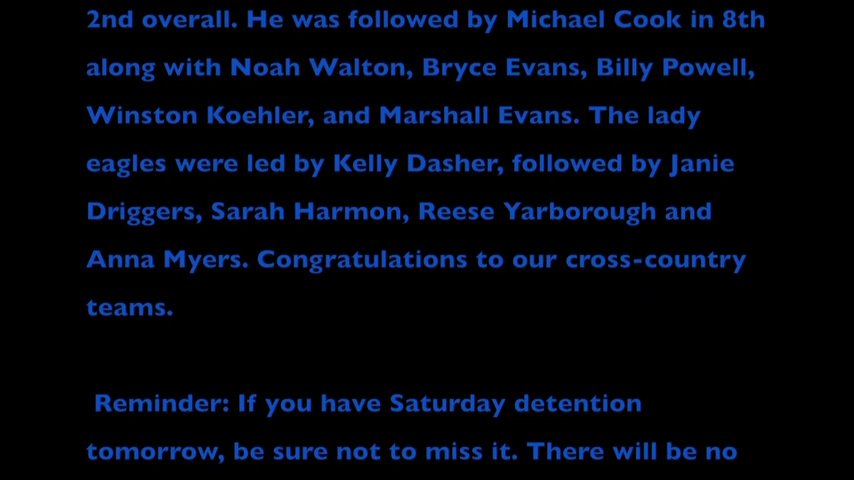 2nd overall. He was followed by Michael Cook in 8th
along with Noah Walton, Bryce Evans, Billy Powell,
Winston Koehler, and Marshall Evans. The lady
eagles were led by Kelly Dasher, followed by Janie
Driggers, Sarah Harmon, Reese Yarborough and
Anna Myers. Congratulations to our cross-country
teams.
Reminder: If you have Saturday detention
tomorrow, be sure not to miss it. There will be no